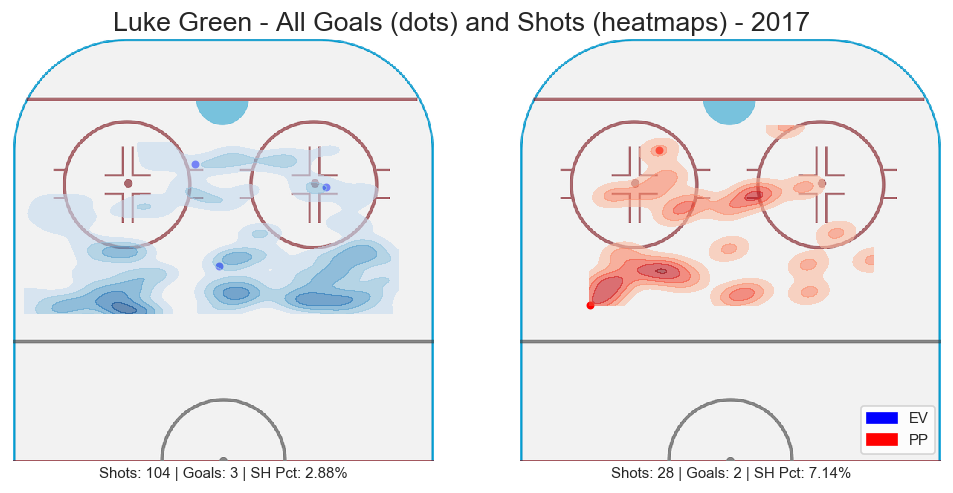 Luke Green - All Goals (dots) and Shots (heatmaps) - 2017
EV
PP
Shots: 104 | Goals: 3 | SH Pct: 2.88%
Shots: 28 | Goals: 2 | SH Pct: 7.14%